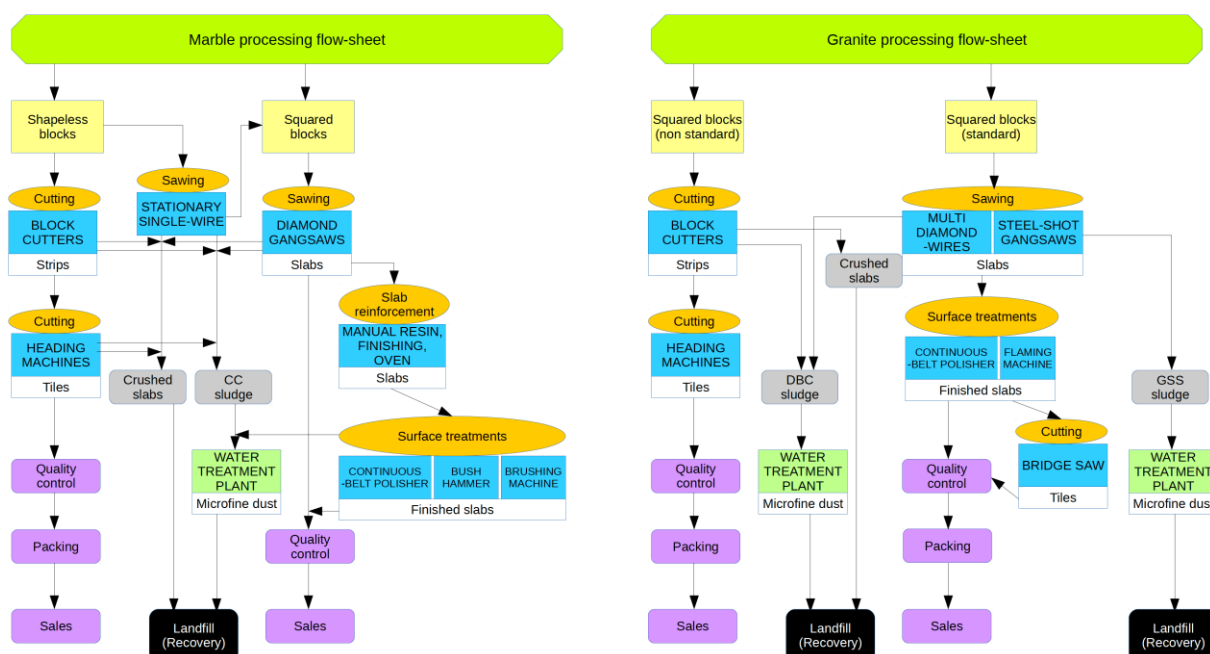 Marble processing flow-sheet
Shapeless
blocks
Squared
blocks
Sawing
STATIONARY
SINGLE-WIRE
Cutting
BLOCK
CUTTERS
Strips
Sawing
DIAMOND
GANGSAWS
Slabs
Cutting
HEADING
MACHINES
Tiles
Slab
reinforcement
MANUAL RESIN,
FINISHING,
OVEN
Slabs
Crushed
slabs
CC
sludge
Surface treatments
CONTINUOUS
-BELT POLISHER
BUSH
HAMMER
BRUSHING
MACHINE
Finished slabs
WATER
TREATMENT
PLANT
Microfine dust
Quality
control
Packing
Sales
Quality
control
Sales
Landfill
(Recovery)
Granite processing flow-sheet
Squared blocks
(non standard)
Squared blocks
(standard)
Cutting
BLOCK
CUTTERS
Strips
Sawing
MULTI
DIAMOND
-WIRES
STEEL-SHOT
GANGSAWS
Slabs
Crushed
slabs
Cutting
HEADING
MACHINES
Tiles
Surface treatments
CONTINUOUS
-BELT POLISHER
FLAMING
MACHINE
Finished slabs
DBC
sludge
GSS
sludge
Cutting
BRIDGE SAW
Tiles
Quality
control
WATER
TREATMENT
PLANT
Microfine dust
Quality
control
WATER
TREATMENT
PLANT
Microfine dust
Packing
Packing
Sales
Landfill
(Recovery)
Sales
Landfill
(Recovery)